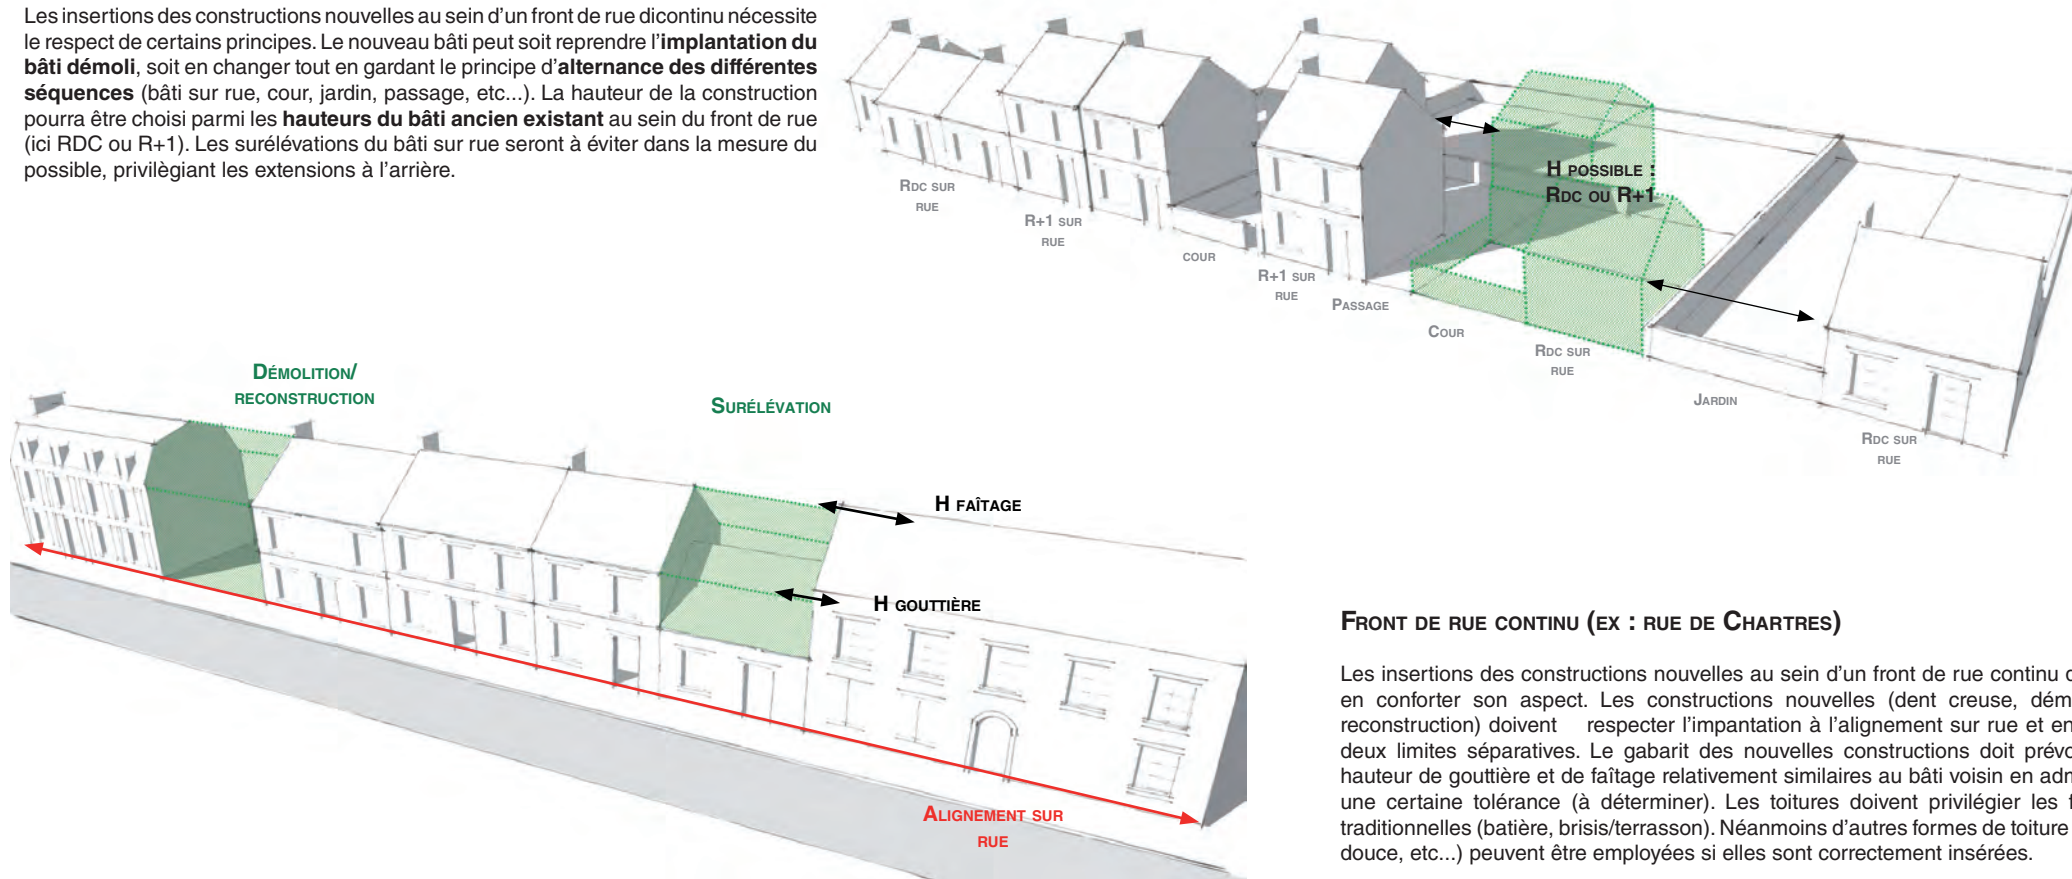 Les insertions des constructions nouvelles au sein d'un front de rue dicontinu nécessite
le respect de certains principes. Le nouveau bâti peut soit reprendre l'implantation du
bâti démoli, soit en changer tout en gardant le principe d'alternance des différentes
séquences (bâti sur rue, cour, jardin, passage, etc...). La hauteur de la construction
pourra être choisi parmi les hauteurs du bâti ancien existant au sein du front de rue
(ici RDC ou R+1). Les surélévations du bâti sur rue seront à éviter dans la mesure du
possible, privilègiant les extensions à l'arrière.
H POSSIBLE :
RDC OU R+1
RDC SUR
RUE
R+1 SUR
RUE
COUR
R+1 SUR
RUE
PASSAGE
COUR
RDC SUR
RUE
JARDIN
RDC SUR
RUE
DÉMOLITION/
RECONSTRUCTION
SURÉLÉVATION
H FAÎTAGE
H GOUTTIÈRE
ALIGNEMENT SUR
RUE
FRONT DE RUE CONTINU (EX : RUE DE CHARTRES)
Les insertions des constructions nouvelles au sein d'un front de rue continu
en conforter son aspect. Les constructions nouvelles (dent creuse, dém
reconstruction) doivent respecter l'impantation à l'alignement sur rue et en
deux limites séparatives. Le gabarit des nouvelles constructions doit prévo
hauteur de gouttière et de faîtage relativement similaires au bâti voisin en adm
une certaine tolérance (à déterminer). Les toitures doivent privilégier les f
traditionnelles (batière, brisis/terrasson). Néanmoins d'autres formes de toiture
douce, etc...) peuvent être employées si elles sont correctement insérées.